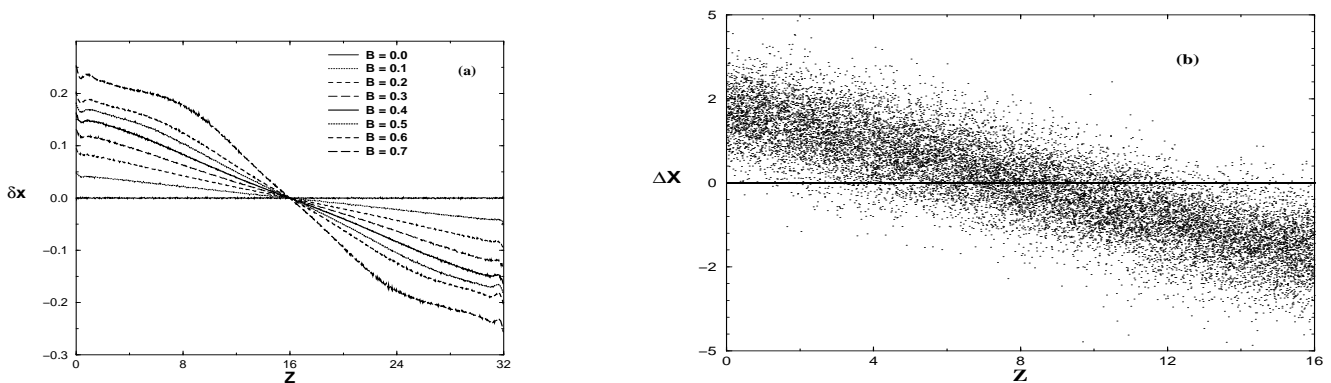 B = 0.0
B = 0.1
B = 0.2
B = 0.3
B = 0.4
B = 0.5
B = 0.6
B = 0.7
(a)
0.2
0.1
0.0
−0.1
−0.2
−0.3
δx
0
8
16
24
32
Z
5
2
0
−2
−5
ΔX
(b)
0
4
8
12
16
Z